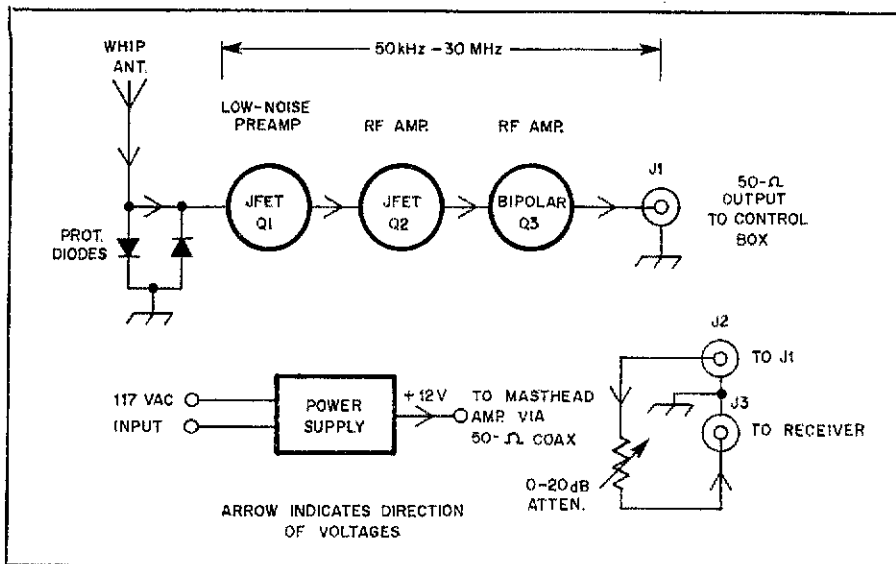 WHIP
ANT.
50 kHz – 30 MHz
LOW-NOISE
PREAMP
RF AMP.
RF AMP.
JFET
Q1
JFET
Q2
BIPOLAR
Q3
J1
50-Ω
OUTPUT
TO CONTROL
BOX
PROT.
DIODES
J2
TO J1
J3
TO RECEIVER
117 VAC
INPUT
POWER
SUPPLY
+12V
TO MASTHEAD
AMP. VIA
50-Ω COAX
0-20dB
ATTEN.
ARROW INDICATES DIRECTION
OF VOLTAGES